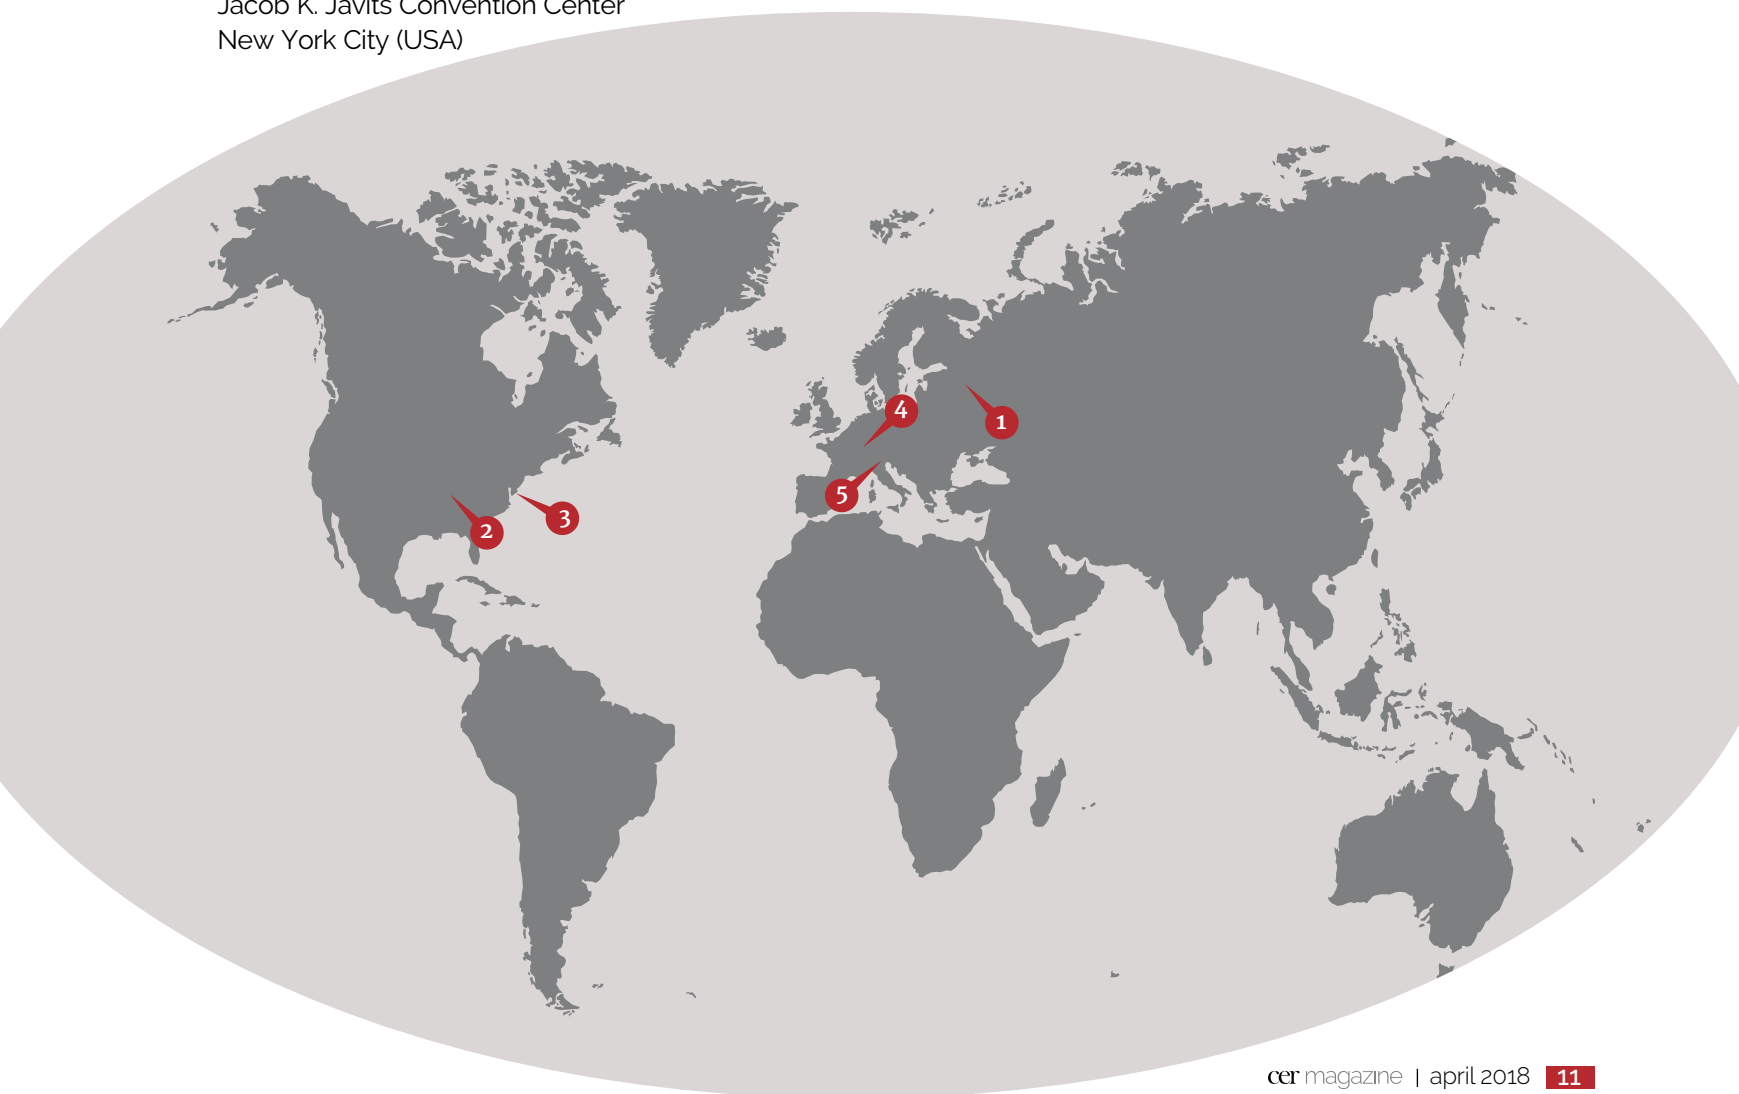 Jacob K. Javits Convention Center
New York City (USA)
4
1
5
2
3
cer magazine | april 2018 11